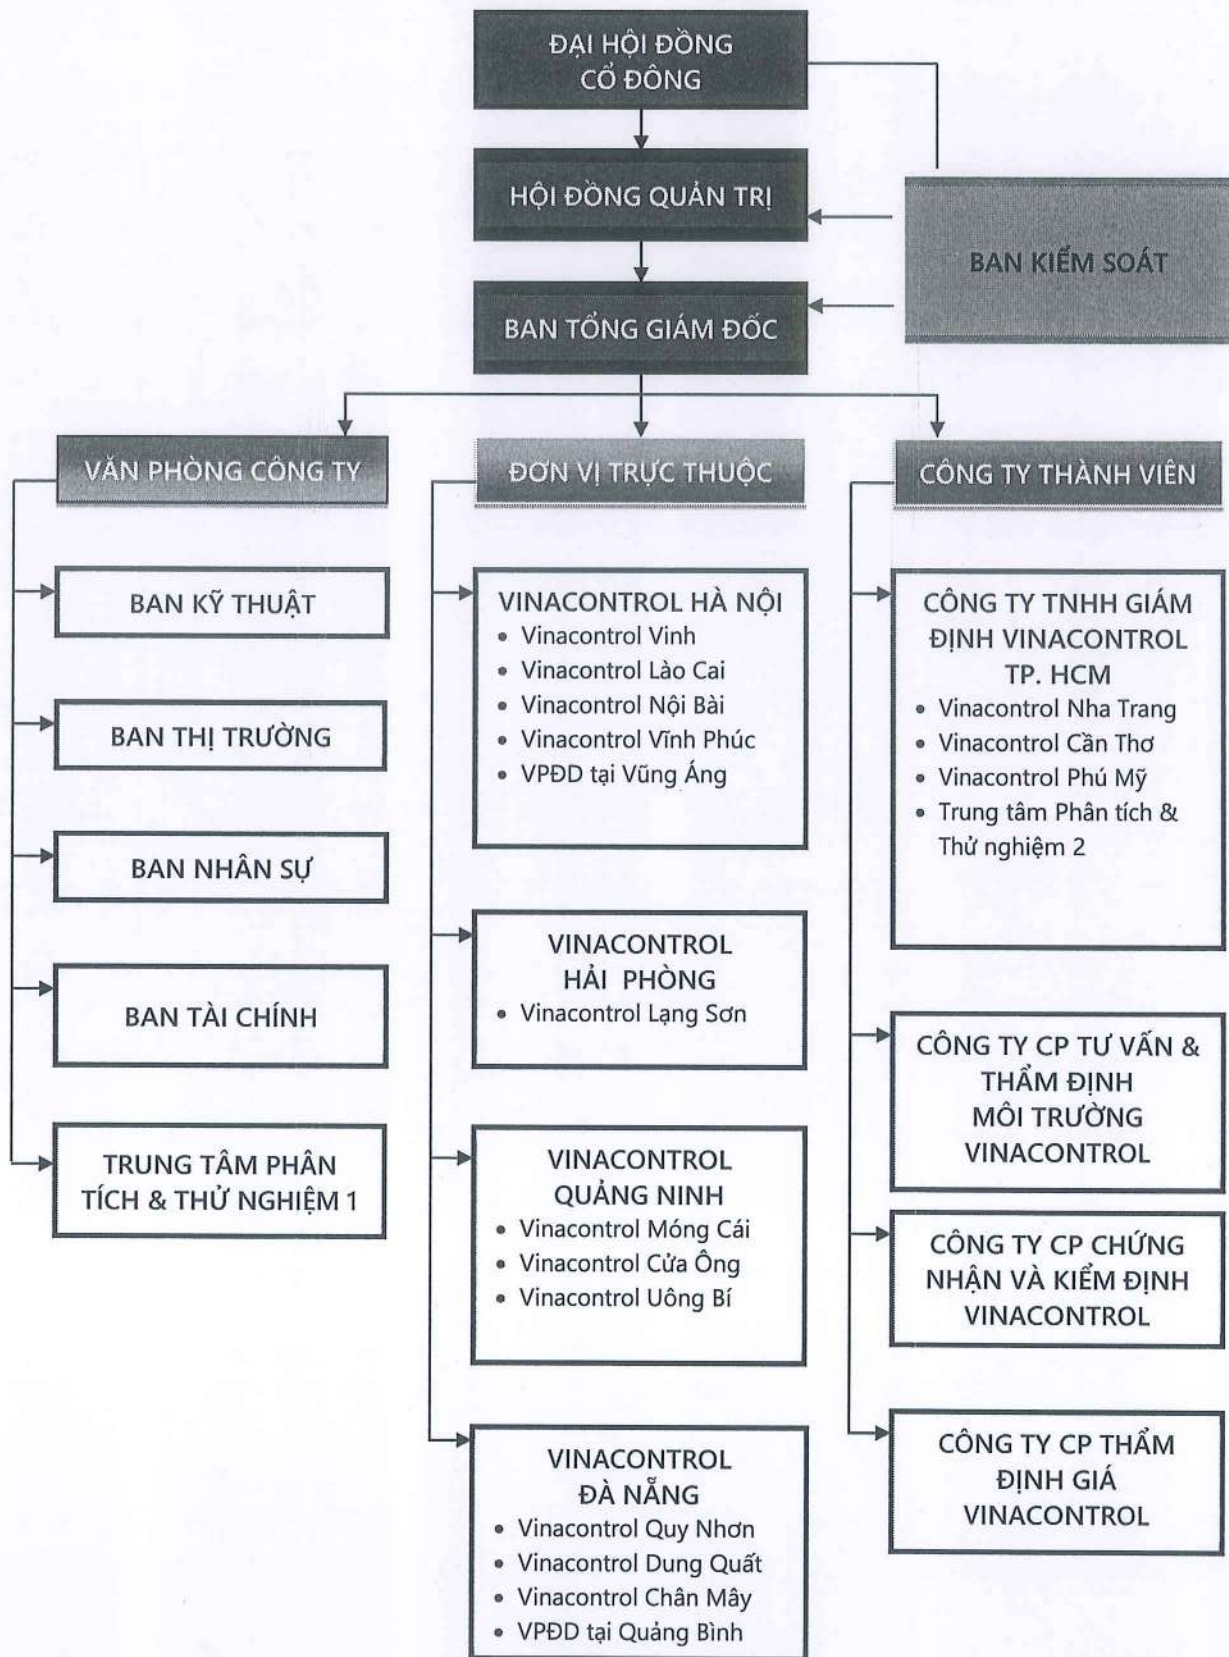 ĐẠI HỘI ĐỒNG
CỔ ĐÔNG
HỘI ĐỒNG QUẢN TRỊ
BAN KIỂM SOÁT
BAN TỔNG GIÁM ĐỐC
VĂN PHÒNG CÔNG TY
BAN KỸ THUẬT
BAN THỊ TRƯỜNG
BAN NHÂN SỰ
BAN TÀI CHÍNH
TRUNG TÂM PHÂN
TÍCH & THỬ NGHIỆM 1
ĐƠN VỊ TRỰC THUỘC
VINACONTROL HÀ NỘI
• Vinacontrol Vinh
• Vinacontrol Lào Cai
• Vinacontrol Nội Bài
• Vinacontrol Vĩnh Phúc
• VPĐD tại Vũng Áng
VINACONTROL
HẢI PHÒNG
• Vinacontrol Lạng Sơn
VINACONTROL
QUẢNG NINH
• Vinacontrol Móng Cái
• Vinacontrol Cửa Ông
• Vinacontrol Uông Bí
VINACONTROL
ĐÀ NẴNG
• Vinacontrol Quy Nhơn
• Vinacontrol Dung Quất
• Vinacontrol Chân Mây
• VPĐD tại Quảng Bình
CÔNG TY THÀNH VIÊN
CÔNG TY TNHH GIÁM
ĐỊNH VINACONTROL
TP. HCM
• Vinacontrol Nha Trang
• Vinacontrol Cần Thơ
• Vinacontrol Phú Mỹ
• Trung tâm Phân tích &
Thử nghiệm 2
CÔNG TY CP TƯ VẤN &
THẨM ĐỊNH
MÔI TRƯỜNG
VINACONTROL
CÔNG TY CP CHỨNG
NHẬN VÀ KIỂM ĐỊNH
VINACONTROL
CÔNG TY CP THẨM
ĐỊNH GIÁ
VINACONTROL